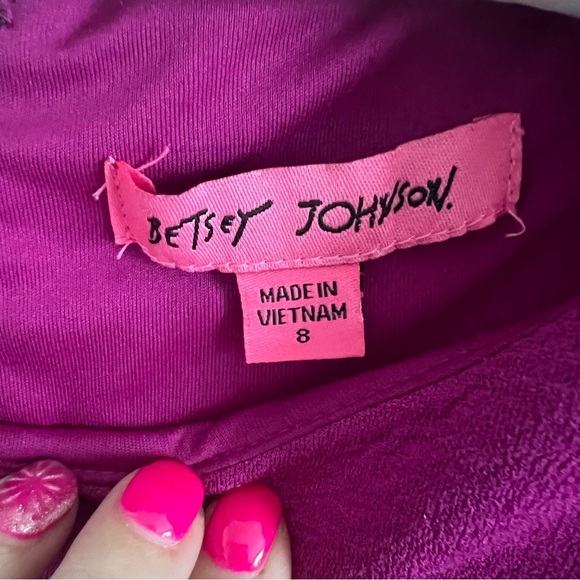 BETSEY JOHNSON.
MADE IN
VIETNAM
8